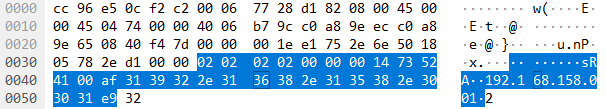 0000 cc 96 e5 0c f2 c2 00 06 77 28 d1 82 08 00 45 00 ········ w(····E·
0010 00 45 04 74 00 00 40 06 b7 9c c0 a8 9e ec c0 a8 ·E·t··@· ········
0020 9e 65 08 40 f4 7d 00 00 00 1e e1 75 2e 6e 50 18 ·e·@·}·· ···u.nP·
0030 05 78 2e d1 00 00 02 02 02 02 00 00 00 14 73 52 ·x.····· ······sR
0040 41 00 af 31 39 32 2e 31 36 38 2e 31 35 38 2e 30 A··192.1 68.158.0
0050 30 31 e9 32 01·2